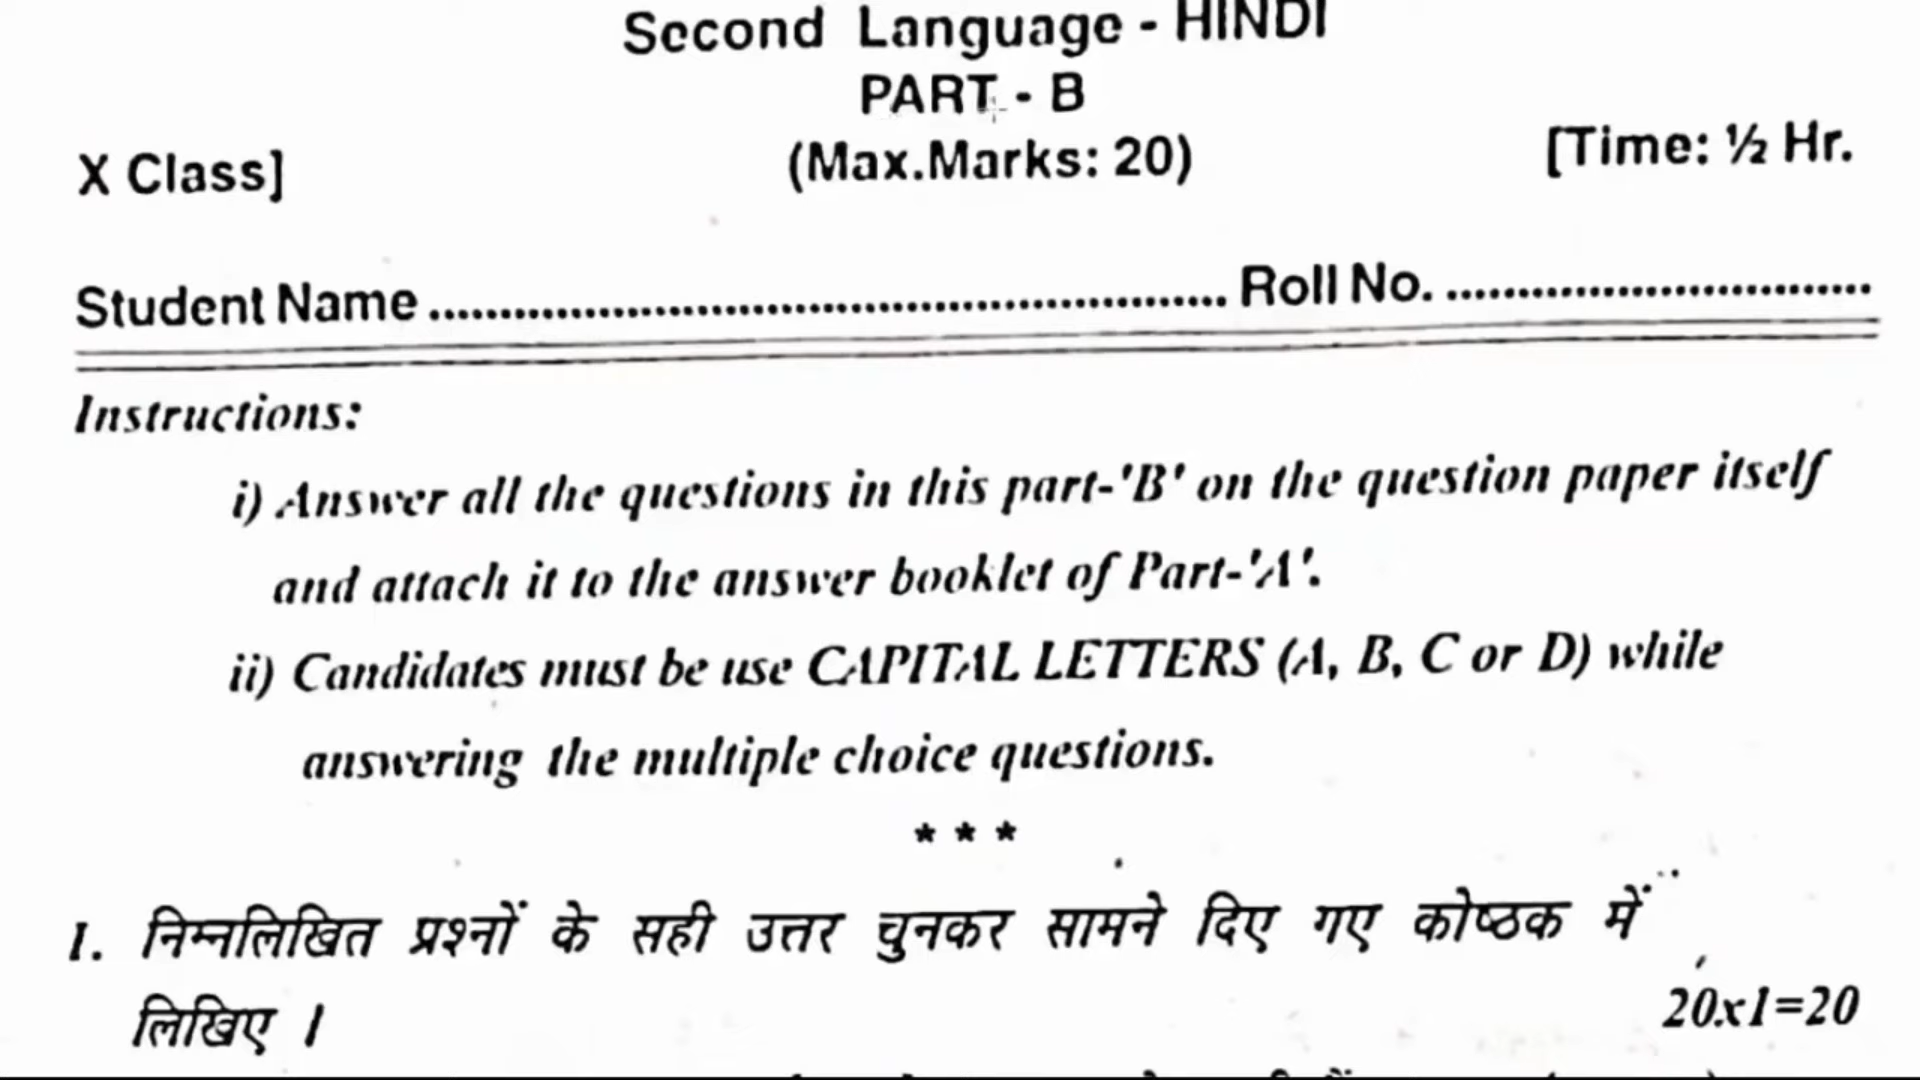 Second Language - HINDI
PART - B
X Class] (Max.Marks: 20) [Time: ½ Hr.
Student Name ........................................................ Roll No. ..............................
Instructions:
i) Answer all the questions in this part-'B' on the question paper itself
and attach it to the answer booklet of Part-'A'.
ii) Candidates must be use CAPITAL LETTERS (A, B, C or D) while
answering the multiple choice questions.
* * *
I. निम्नलिखित प्रश्नों के सही उत्तर चुनकर सामने दिए गए कोष्ठक में
लिखिए । 20x1=20